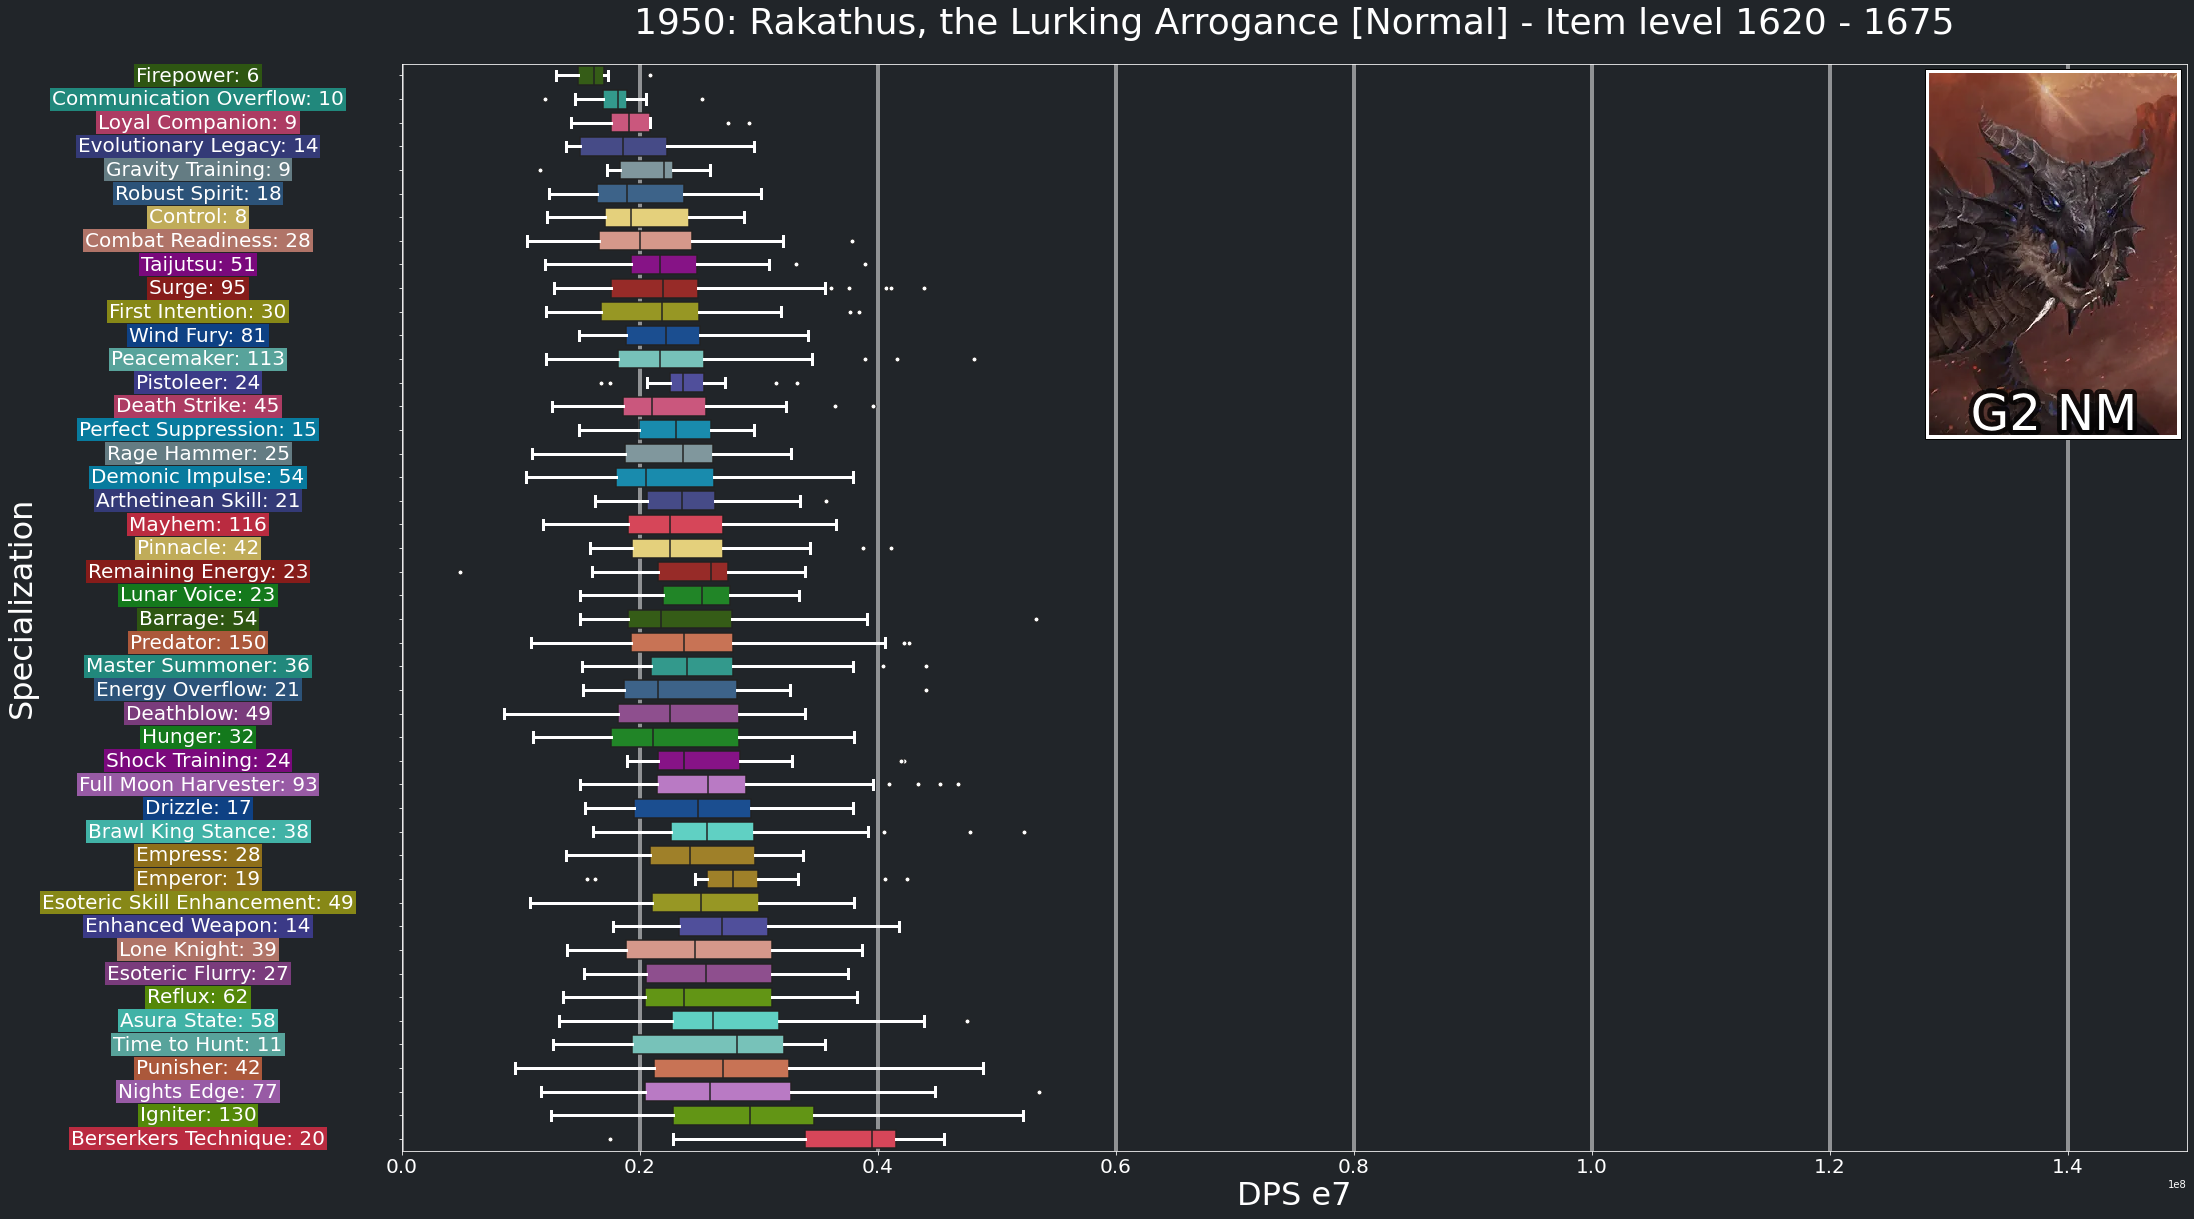 1950: Rakathus, the Lurking Arrogance [Normal] - Item level 1620 - 1675
Firepower: 6
Communication Overflow: 10
Loyal Companion: 9
Evolutionary Legacy: 14
Gravity Training: 9
Robust Spirit: 18
Control: 8
Combat Readiness: 28
Taijutsu: 51
Surge: 95
First Intention: 30
Wind Fury: 81
Peacemaker: 113
Pistoleer: 24
Death Strike: 45
Perfect Suppression: 15
Rage Hammer: 25
Demonic Impulse: 54
Arthetinean Skill: 21
Mayhem: 116
Pinnacle: 42
Remaining Energy: 23
Lunar Voice: 23
Barrage: 54
Predator: 150
Master Summoner: 36
Energy Overflow: 21
Deathblow: 49
Hunger: 32
Shock Training: 24
Full Moon Harvester: 93
Drizzle: 17
Brawl King Stance: 38
Empress: 28
Emperor: 19
Esoteric Skill Enhancement: 49
Enhanced Weapon: 14
Lone Knight: 39
Esoteric Flurry: 27
Reflux: 62
Asura State: 58
Time to Hunt: 11
Punisher: 42
Nights Edge: 77
Igniter: 130
Berserkers Technique: 20
Specialization
G2 NM
0.0 0.2 0.4 0.6 0.8 1.0 1.2 1.4
1e8
DPS e7